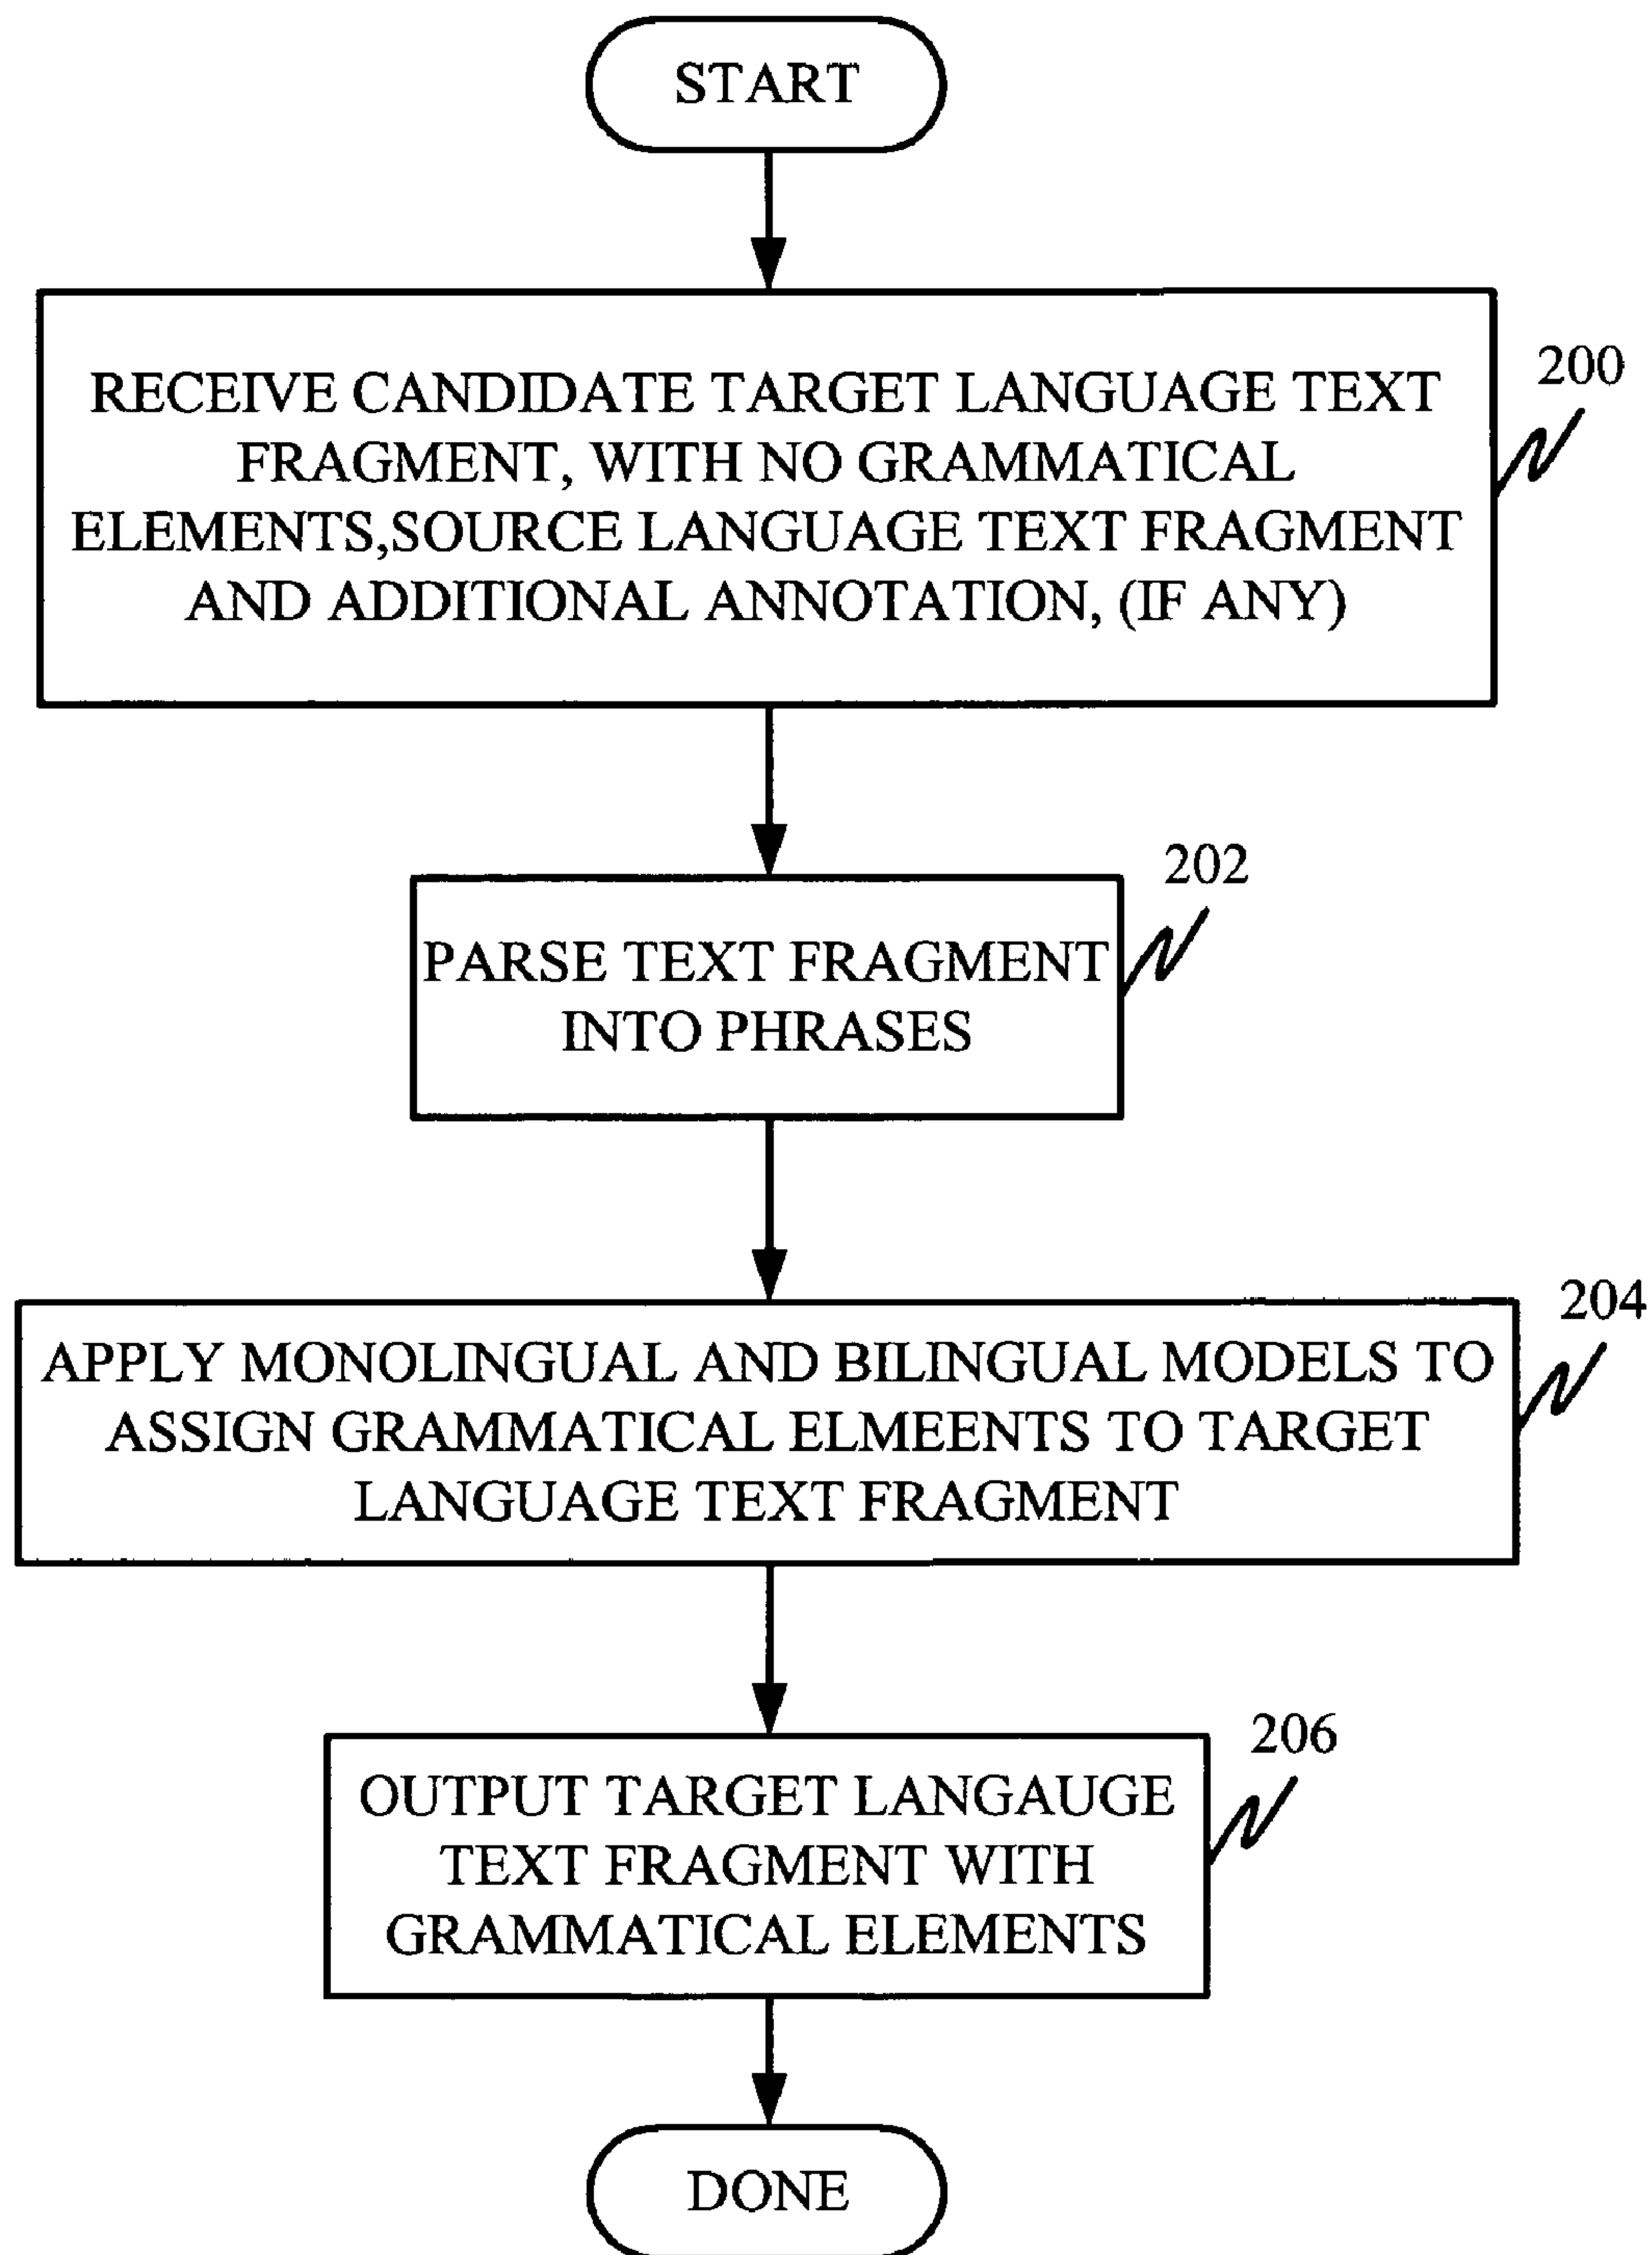 START
200
RECEIVE CANDIDATE TARGET LANGUAGE TEXT
FRAGMENT, WITH NO GRAMMATICAL
ELEMENTS,SOURCE LANGUAGE TEXT FRAGMENT
AND ADDITIONAL ANNOTATION, (IF ANY)
202
PARSE TEXT FRAGMENT
INTO PHRASES
204
APPLY MONOLINGUAL AND BILINGUAL MODELS TO
ASSIGN GRAMMATICAL ELMEENTS TO TARGET
LANGUAGE TEXT FRAGMENT
206
OUTPUT TARGET LANGAUGE
TEXT FRAGMENT WITH
GRAMMATICAL ELEMENTS
DONE